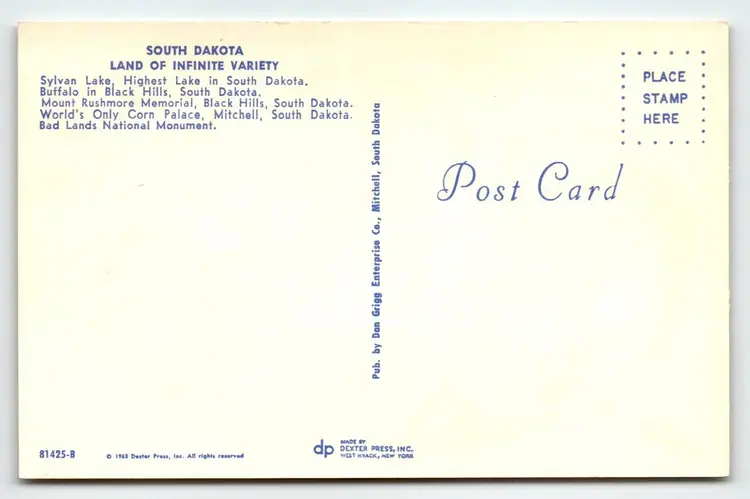 SOUTH DAKOTA
LAND OF INFINITE VARIETY
Sylvan Lake, Highest Lake in South Dakota.
Buffalo in Black Hills, South Dakota.
Mount Rushmore Memorial, Black Hills, South Dakota.
World's Only Corn Palace, Mitchell, South Dakota.
Bad Lands National Monument.
PLACE
STAMP
HERE
Post Card
Pub. by Dan Grigg Enterprise Co., Mitchell, South Dakota
81425-B
© 1963 Dexter Press, Inc. All rights reserved
dp
MADE BY
DEXTER PRESS, INC.
WEST NYACK, NEW YORK